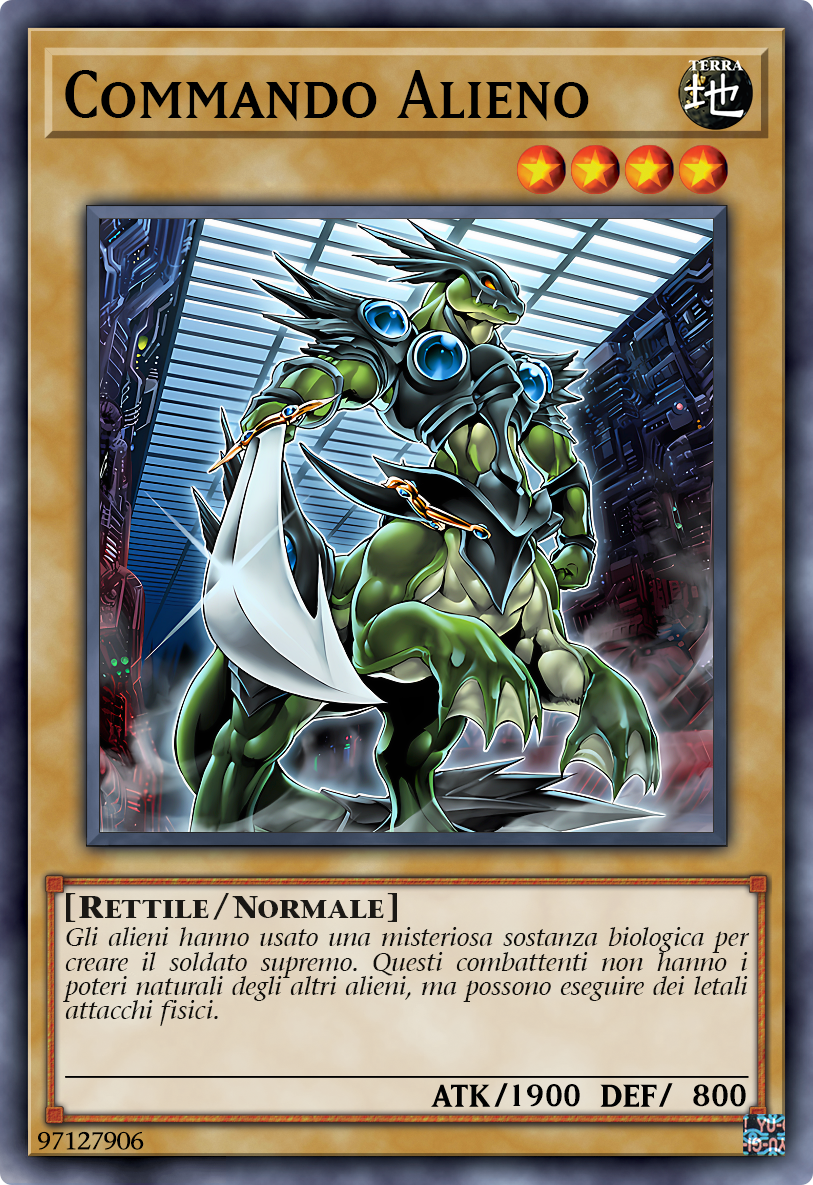 Commando Alieno
TERRA
地
[Rettile/Normale]
Gli alieni hanno usato una misteriosa sostanza biologica per
creare il soldato supremo. Questi combattenti non hanno i
poteri naturali degli altri alieni, ma possono eseguire dei letali
attacchi fisici.
ATK/1900 DEF/ 800
97127906